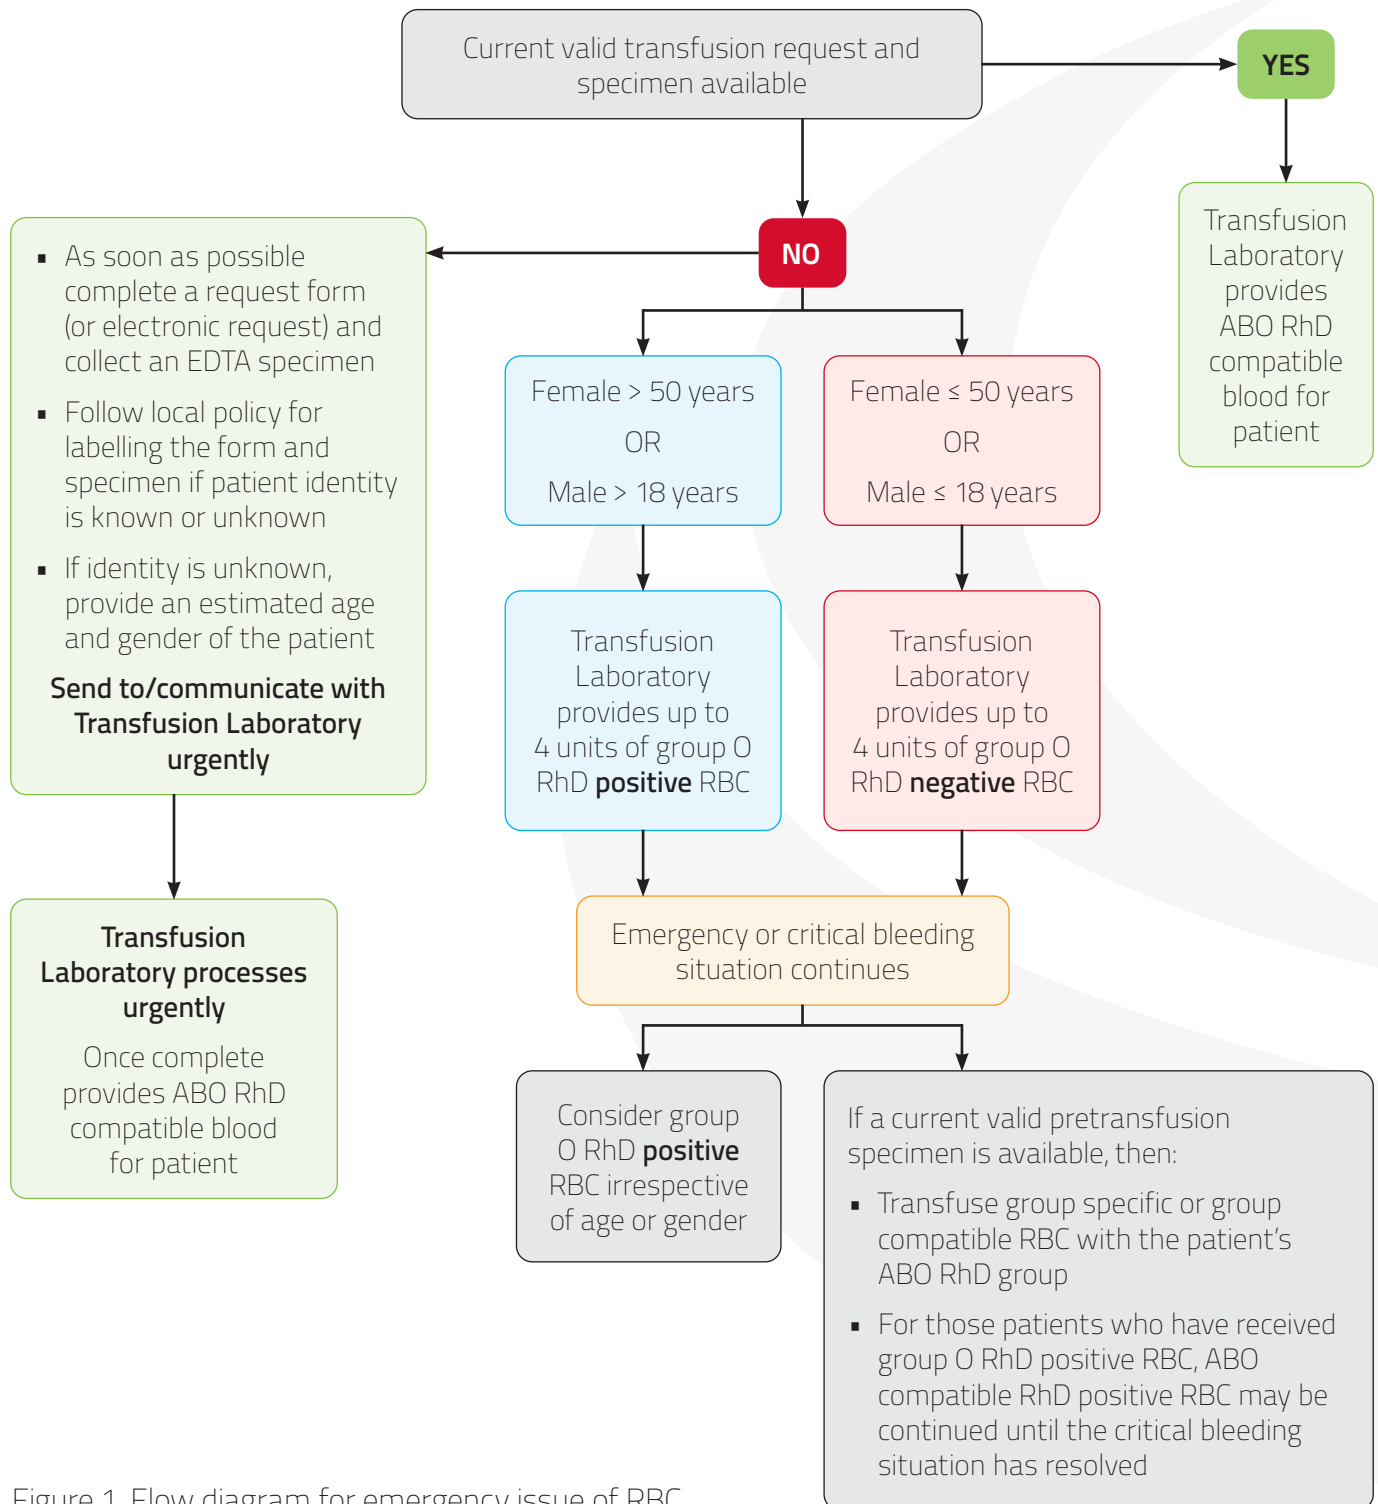 Current valid transfusion request and
specimen available
YES
Transfusion
Laboratory
provides
ABO RhD
compatible
blood for
patient
NO
▪ As soon as possible
complete a request form
(or electronic request) and
collect an EDTA specimen
▪ Follow local policy for
labelling the form and
specimen if patient identity
is known or unknown
▪ If identity is unknown,
provide an estimated age
and gender of the patient
Send to/communicate with
Transfusion Laboratory
urgently
Transfusion
Laboratory processes
urgently
Once complete
provides ABO RhD
compatible blood
for patient
Female > 50 years
OR
Male > 18 years
Female ≤ 50 years
OR
Male ≤ 18 years
Transfusion
Laboratory
provides up to
4 units of group O
RhD positive RBC
Transfusion
Laboratory
provides up to
4 units of group O
RhD negative RBC
Emergency or critical bleeding
situation continues
Consider group
O RhD positive
RBC irrespective
of age or gender
If a current valid pretransfusion
specimen is available, then:
▪ Transfuse group specific or group
compatible RBC with the patient's
ABO RhD group
▪ For those patients who have received
group O RhD positive RBC, ABO
compatible RhD positive RBC may be
continued until the critical bleeding
situation has resolved
Figure 1. Flow diagram for emergency issue of RBC